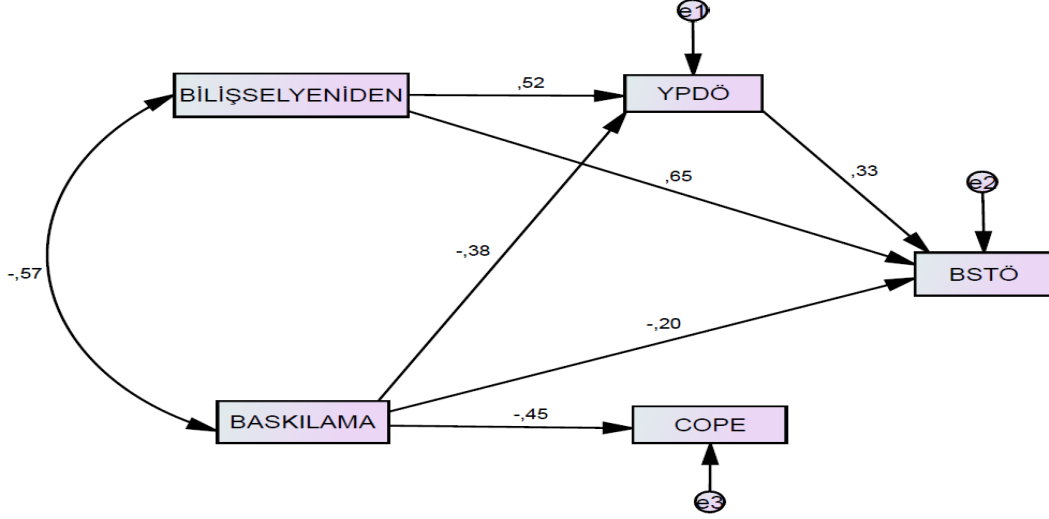 e1
BİLİŞSELYENİDEN
,52
YPDÖ
,65
,33
e2
-,38
-,57
BSTÖ
-,20
BASKILAMA
-,45
COPE
e3